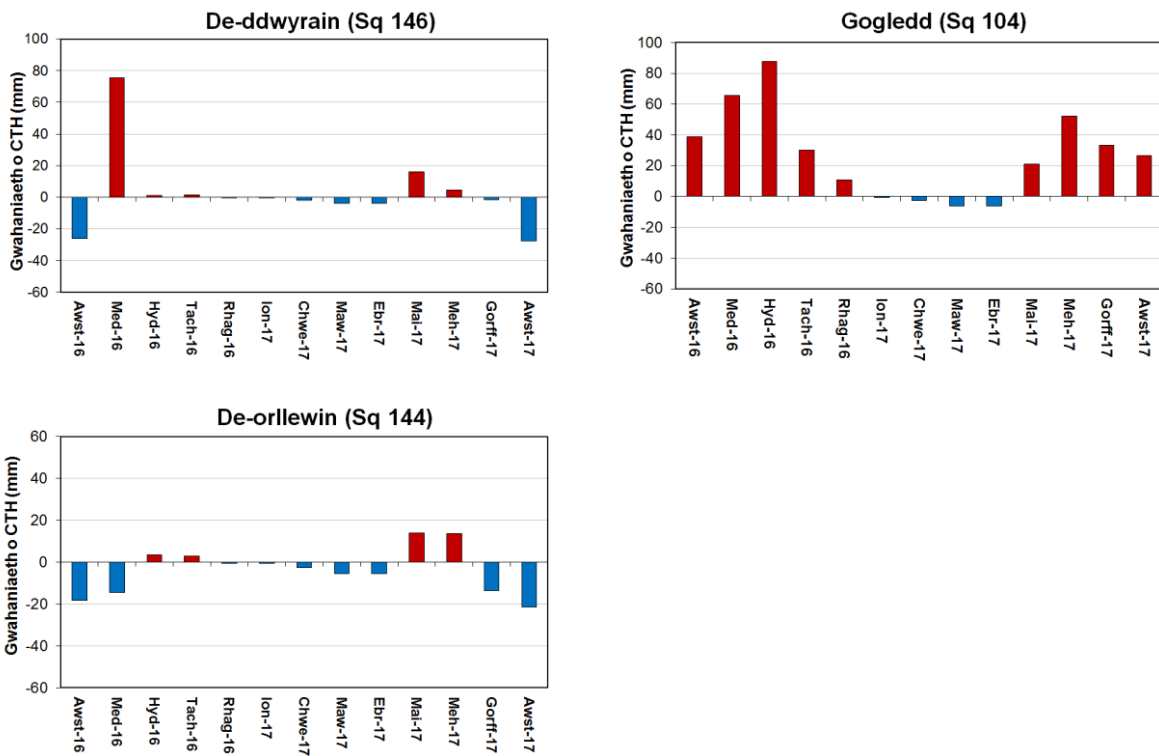 De-ddwyrain (Sq 146)
Gwahaniaeth o CTH (mm)
100
80
60
40
20
0
-20
-40
-60
Awst-16
Med-16
Hyd-16
Tach-16
Rhag-16
Ion-17
Chwe-17
Maw-17
Ebr-17
Mai-17
Meh-17
Gorff-17
Awst-17
Gogledd (Sq 104)
Gwahaniaeth o CTH (mm)
100
80
60
40
20
0
-20
-40
-60
Awst-16
Med-16
Hyd-16
Tach-16
Rhag-16
Ion-17
Chwe-17
Maw-17
Ebr-17
Mai-17
Meh-17
Gorff-17
Awst-17
De-orllewin (Sq 144)
Gwahaniaeth o CTH (mm)
60
40
20
0
-20
-40
-60
Awst-16
Med-16
Hyd-16
Tach-16
Rhag-16
Ion-17
Chwe-17
Maw-17
Ebr-17
Mai-17
Meh-17
Gorff-17
Awst-17